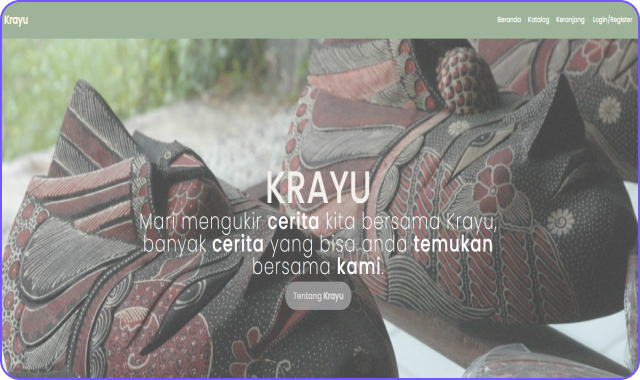 Krayu
Beranda Katalog Keranjang Login/Register
KRAYU
Mari mengukir cerita kita bersama Krayu,
banyak cerita yang bisa anda temukan
bersama kami.
Tentang Krayu